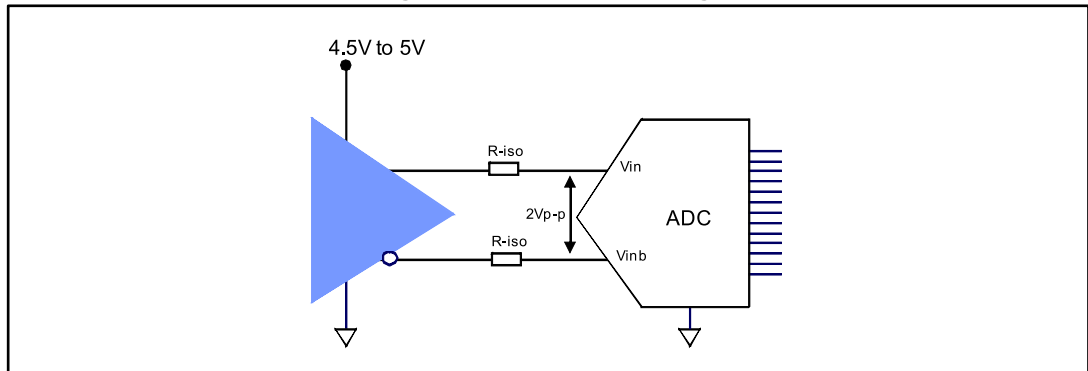 4.5V to 5V
R-iso
Vin
2Vp-p
ADC
R-iso
Vinb